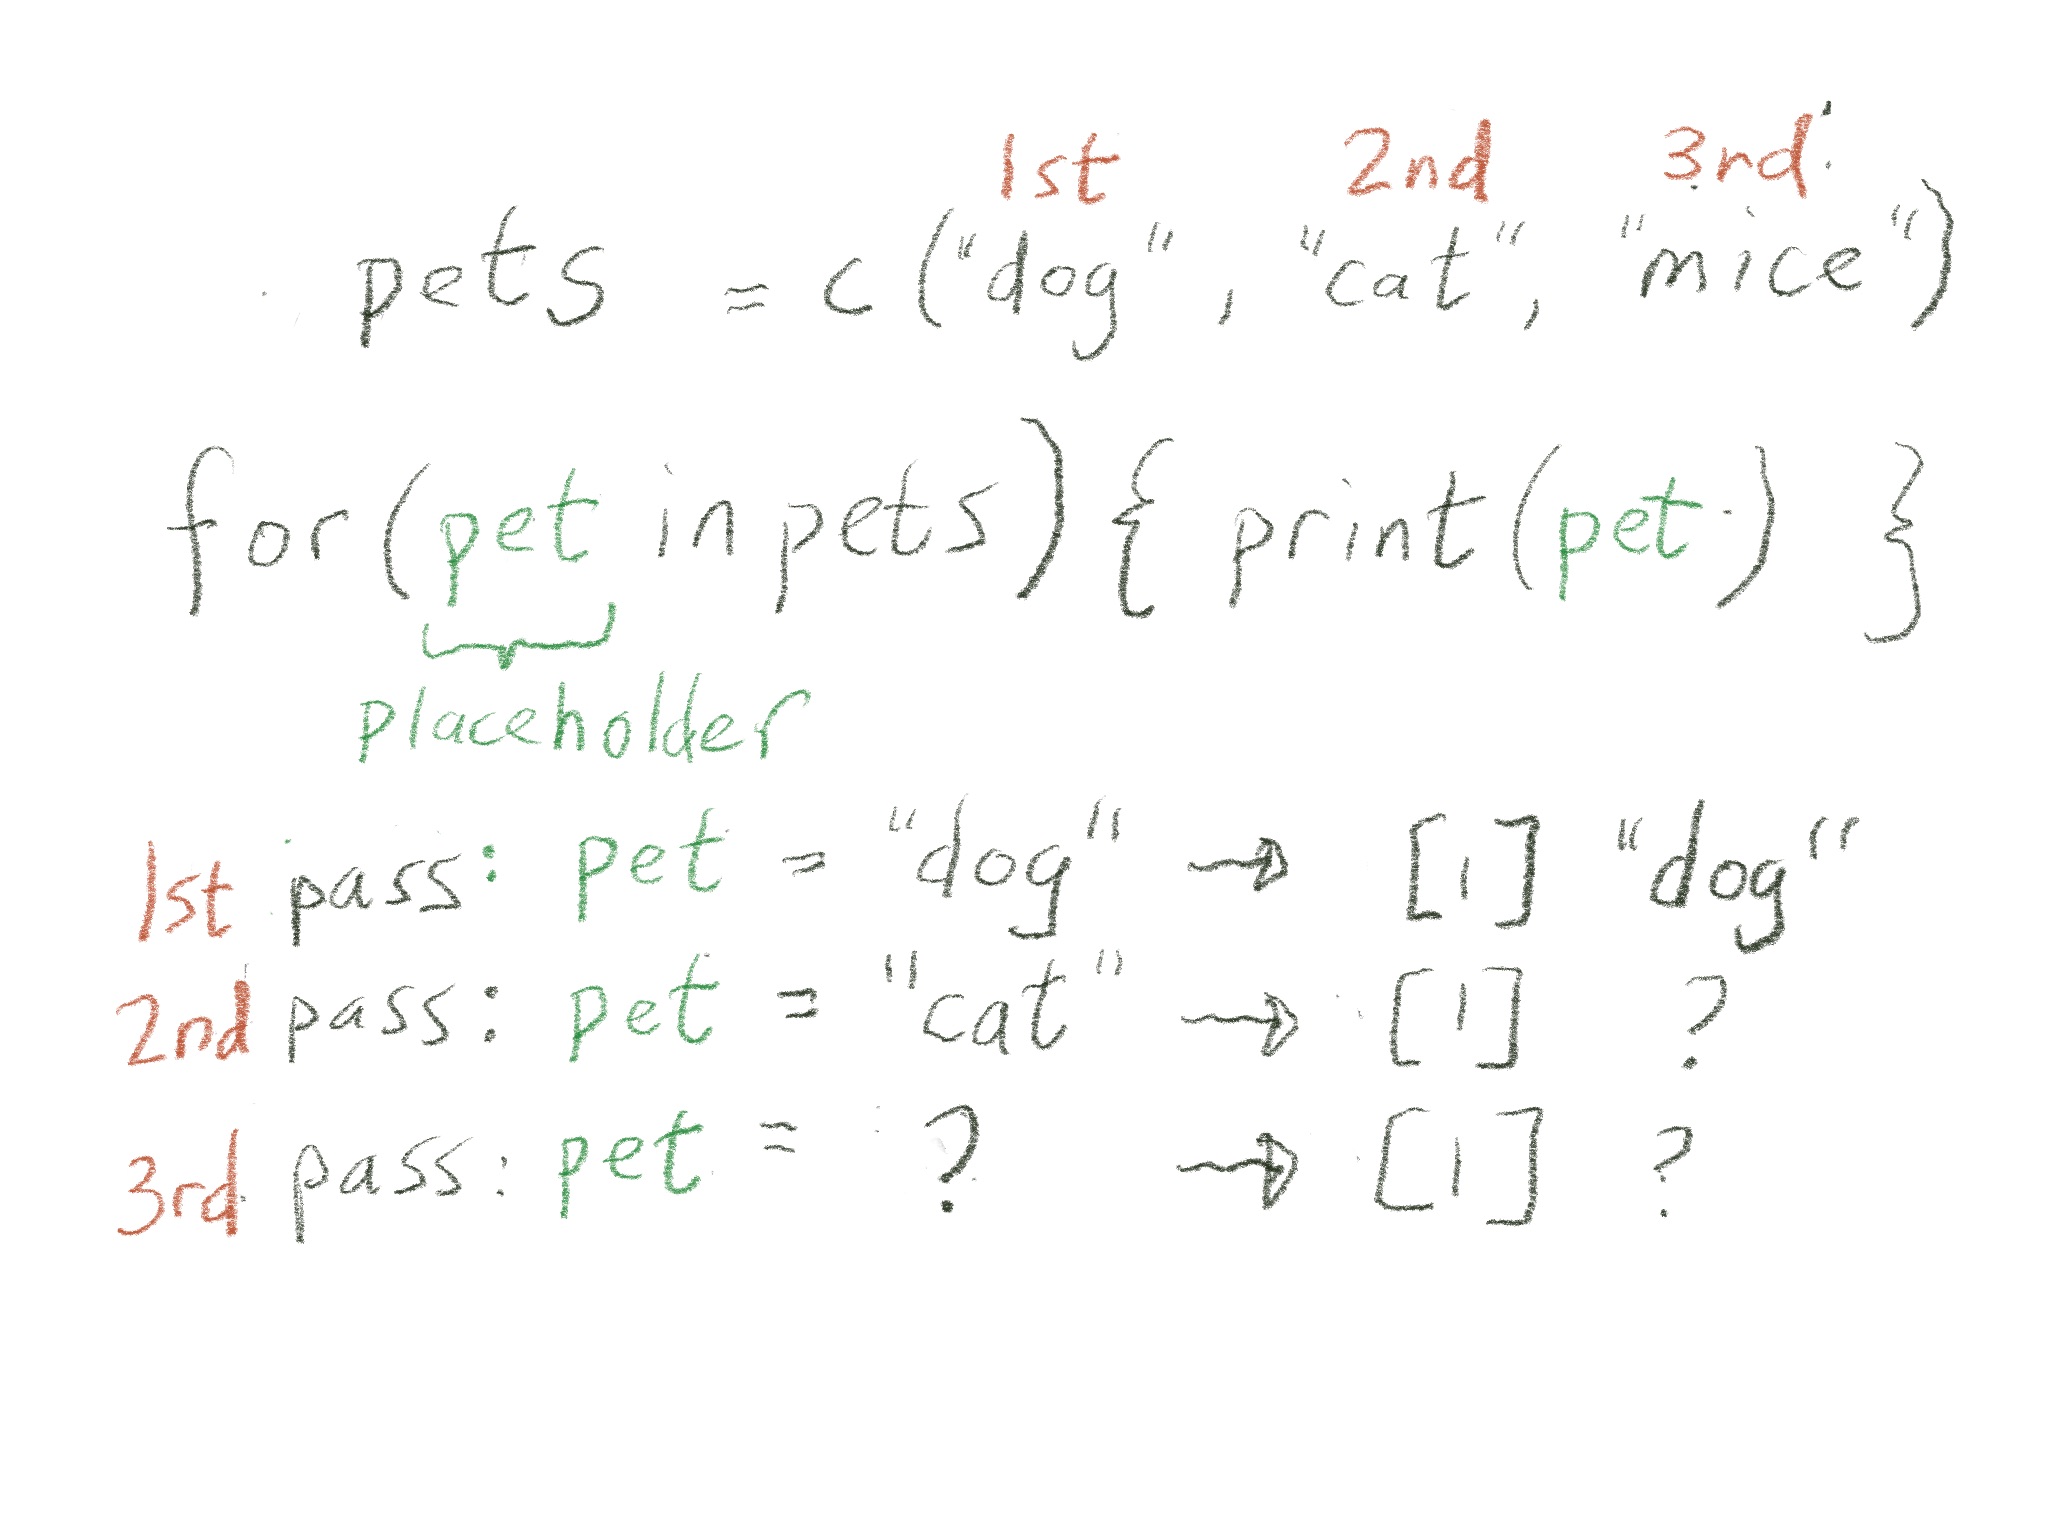 1st 2nd 3rd
pets = c("dog", "cat", "mice")
for(pet in pets){ print(pet) }
placeholder
1st pass: pet = "dog" → [1] "dog"
2nd pass: pet = "cat" → [1] ?
3rd pass: pet = ? → [1] ?